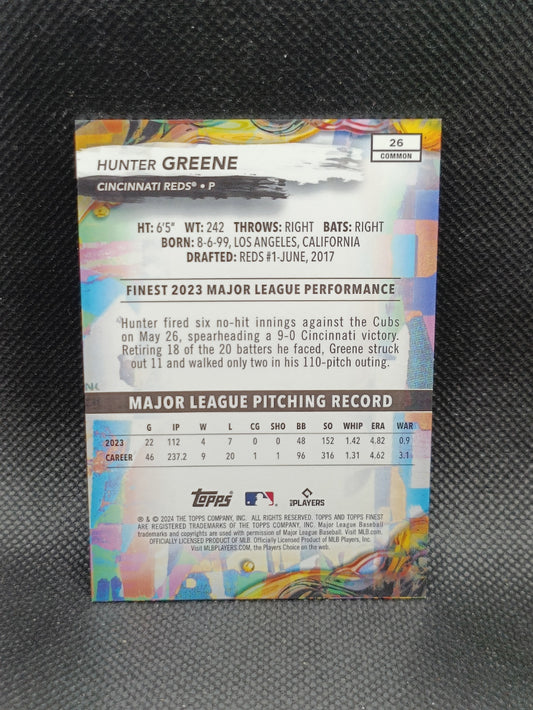 26
COMMON
HUNTER GREENE
CINCINNATI REDS® • P
HT: 6'5" WT: 242 THROWS: RIGHT BATS: RIGHT
BORN: 8-6-99, LOS ANGELES, CALIFORNIA
DRAFTED: REDS #1-JUNE, 2017
FINEST 2023 MAJOR LEAGUE PERFORMANCE
Hunter fired six no-hit innings against the Cubs
on May 26, spearheading a 9-0 Cincinnati victory.
Retiring 18 of the 20 batters he faced, Greene struck
out 11 and walked only two in his 110-pitch outing.
MAJOR LEAGUE PITCHING RECORD
G IP W L CG SHO BB SO WHIP ERA WAR
2023 22 112 4 7 0 0 48 152 1.42 4.82 0.9
CAREER 46 237.2 9 20 1 1 96 316 1.31 4.62 3.1
Topps
PLAYERS
® & © 2024 THE TOPPS COMPANY, INC. ALL RIGHTS RESERVED. TOPPS AND TOPPS FINEST
ARE REGISTERED TRADEMARKS OF THE TOPPS COMPANY, INC. Major League Baseball
trademarks and copyrights are used with permission of Major League Baseball. Visit MLB.com.
OFFICIALLY LICENSED PRODUCT OF MLB Players, Inc.
Visit MLBPLAYERS.com, the Players Choice on the web.